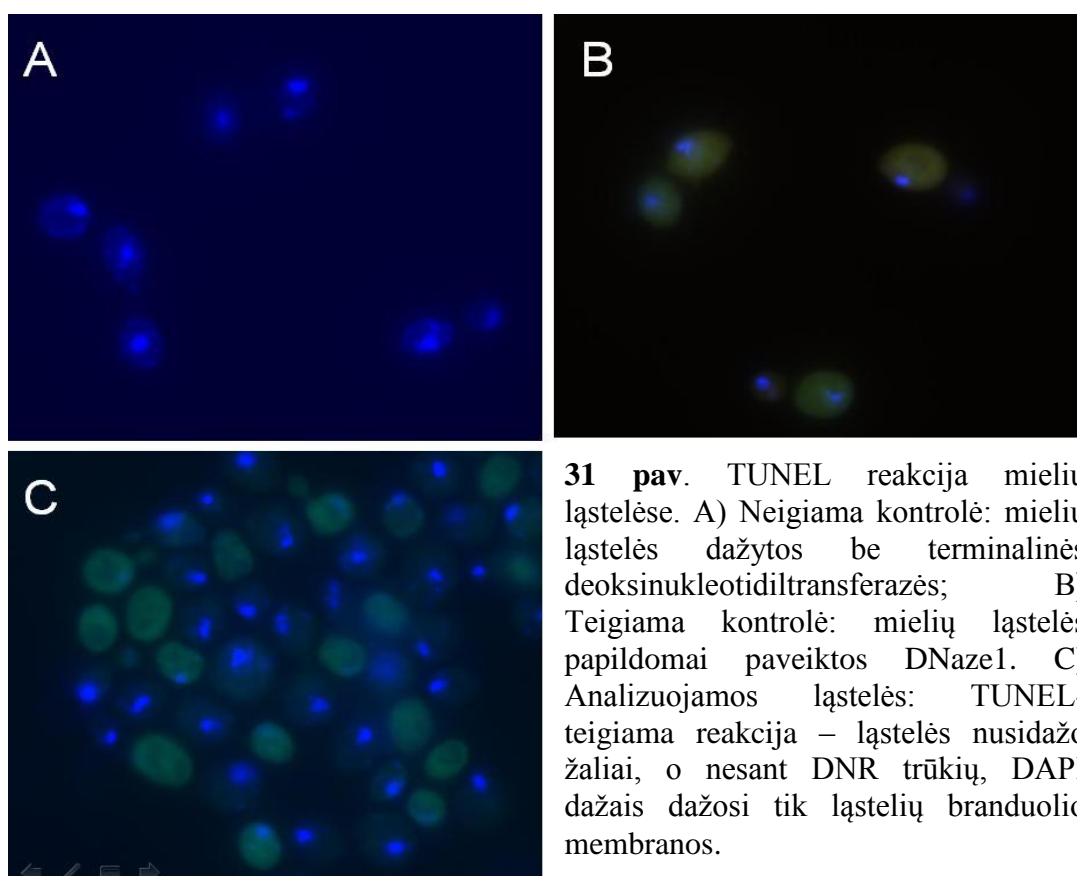 A
B
C
31 pav. TUNEL reakcija mielių
ląstelėse. A) Neigiama kontrolė: mielių
ląstelės dažytos be terminalinės
deoksinukleotidiltransferazės; B)
Teigiama kontrolė: mielių ląstelės
papildomai paveiktos DNaze1. C)
Analizuojamos ląstelės: TUNEL-
teigiama reakcija – ląstelės nusidažo
žaliai, o nesant DNR trūkių, DAPI
dažais dažosi tik ląstelių branduolio
membranos.